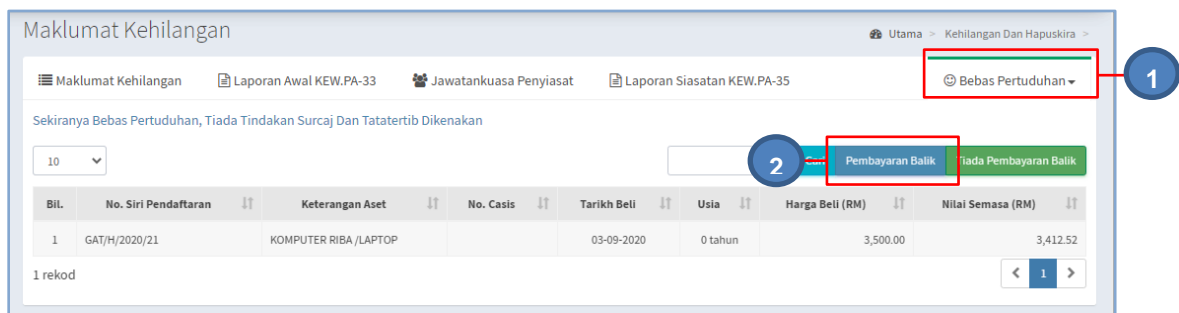 Maklumat Kehilangan
Utama > Kehilangan Dan Hapuskira >
Maklumat Kehilangan Laporan Awal KEW.PA-33 Jawatankuasa Penyiasat Laporan Siasatan KEW.PA-35 Bebas Pertuduhan
1
Sekiranya Bebas Pertuduhan, Tiada Tindakan Surcaj Dan Tatatertib Dikenakan
10 2 Pembayaran Balik Tiada Pembayaran Balik
Bil. No. Siri Pendaftaran Keterangan Aset No. Casis Tarikh Beli Usia Harga Beli (RM) Nilai Semasa (RM)
1 GAT/H/2020/21 KOMPUTER RIBA /LAPTOP 03-09-2020 0 tahun 3,500.00 3,412.52
1 rekod < 1 >